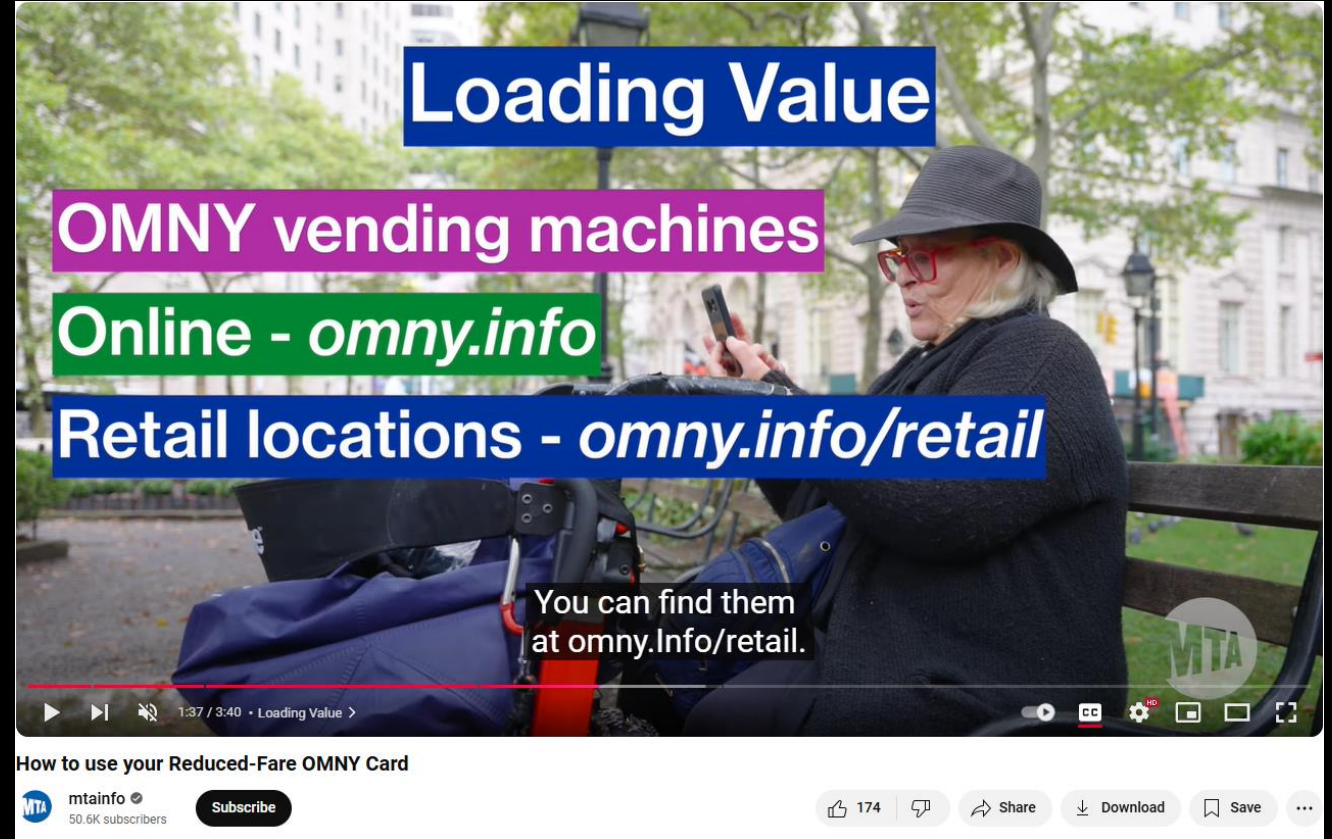 Loading Value
OMNY vending machines
Online - omny.info
Retail locations - omny.info/retail
You can find them
at omny.Info/retail.
MTA
1:37 / 3:40 • Loading Value >
CC
HD
How to use your Reduced-Fare OMNY Card
MTA
mtainfo
50.6K subscribers
Subscribe
174
Share
Download
Save